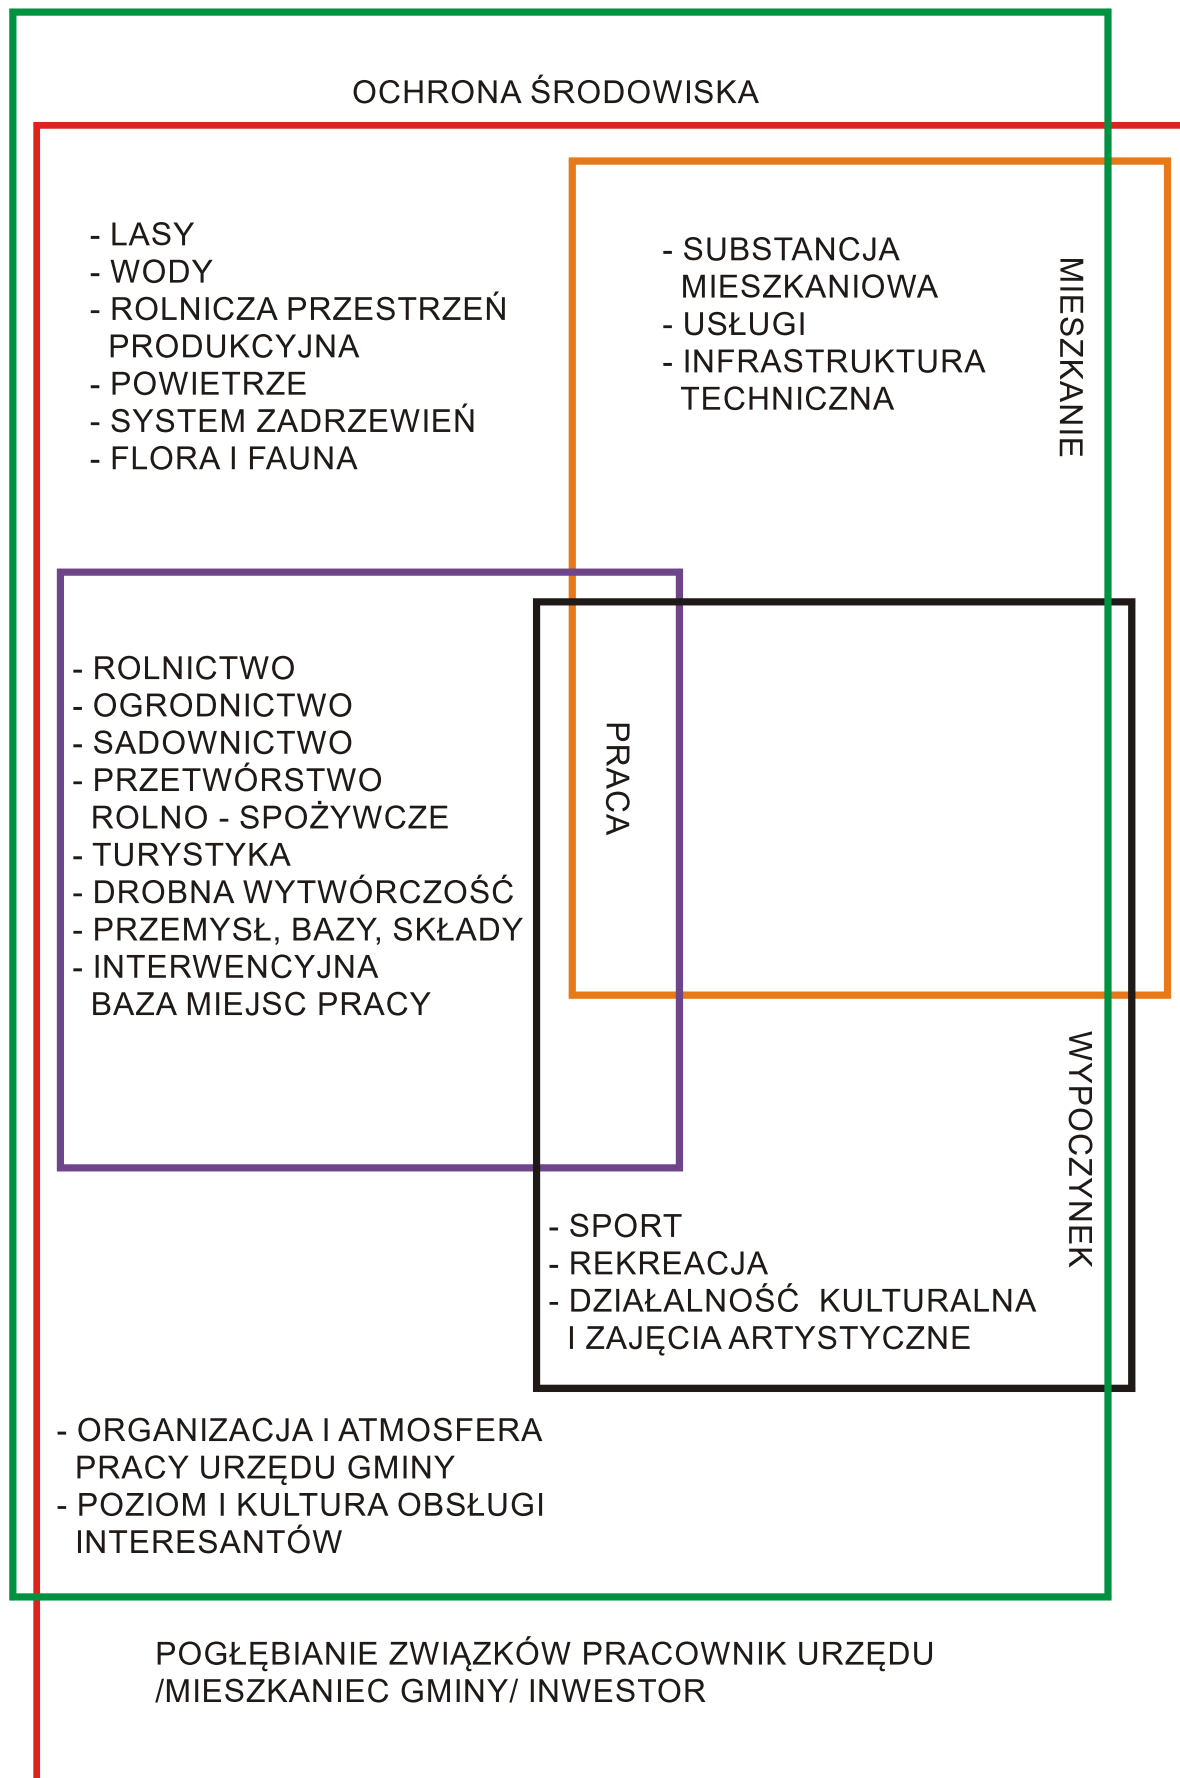 OCHRONA ŚRODOWISKA
- LASY
- WODY
- ROLNICZA PRZESTRZEŃ
PRODUKCYJNA
- POWIETRZE
- SYSTEM ZADRZEWIEŃ
- FLORA I FAUNA
- SUBSTANCJA
MIESZKANIOWA
- USŁUGI
- INFRASTRUKTURA
TECHNICZNA
MIESZKANIE
- ROLNICTWO
- OGRODNICTWO
- SADOWNICTWO
- PRZETWÓRSTWO
ROLNO - SPOŻYWCZE
- TURYSTYKA
- DROBNA WYTWÓRCZOŚĆ
- PRZEMYSŁ, BAZY, SKŁADY
- INTERWENCYJNA
BAZA MIEJSC PRACY
PRACA
WYPOCZYNEK
- SPORT
- REKREACJA
- DZIAŁALNOŚĆ KULTURALNA
I ZAJĘCIA ARTYSTYCZNE
- ORGANIZACJA I ATMOSFERA
PRACY URZĘDU GMINY
- POZIOM I KULTURA OBSŁUGI
INTERESANTÓW
POGŁĘBIANIE ZWIĄZKÓW PRACOWNIK URZĘDU
/MIESZKANIEC GMINY/ INWESTOR